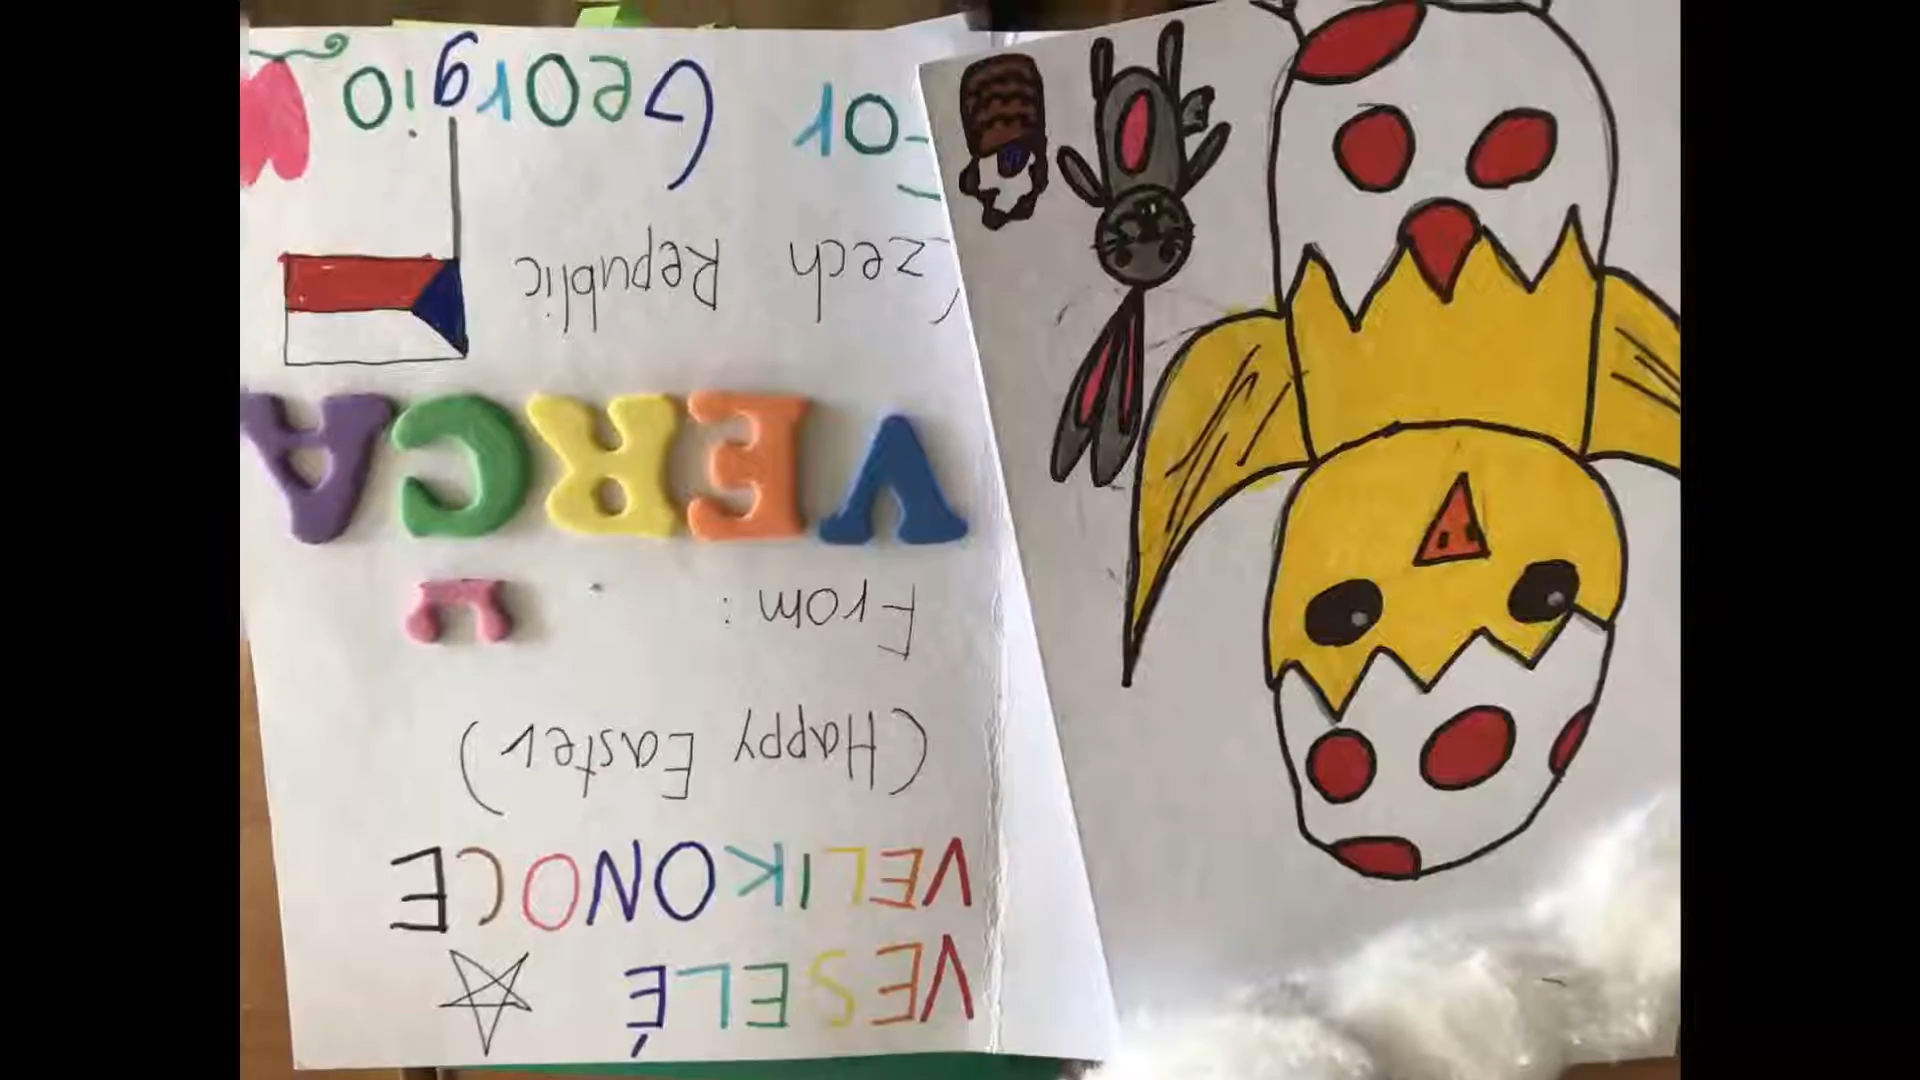 VESELÉ
VELIKONOCE
(Happy Easter)
From:
VERCA
Czech Republic
For Georgio